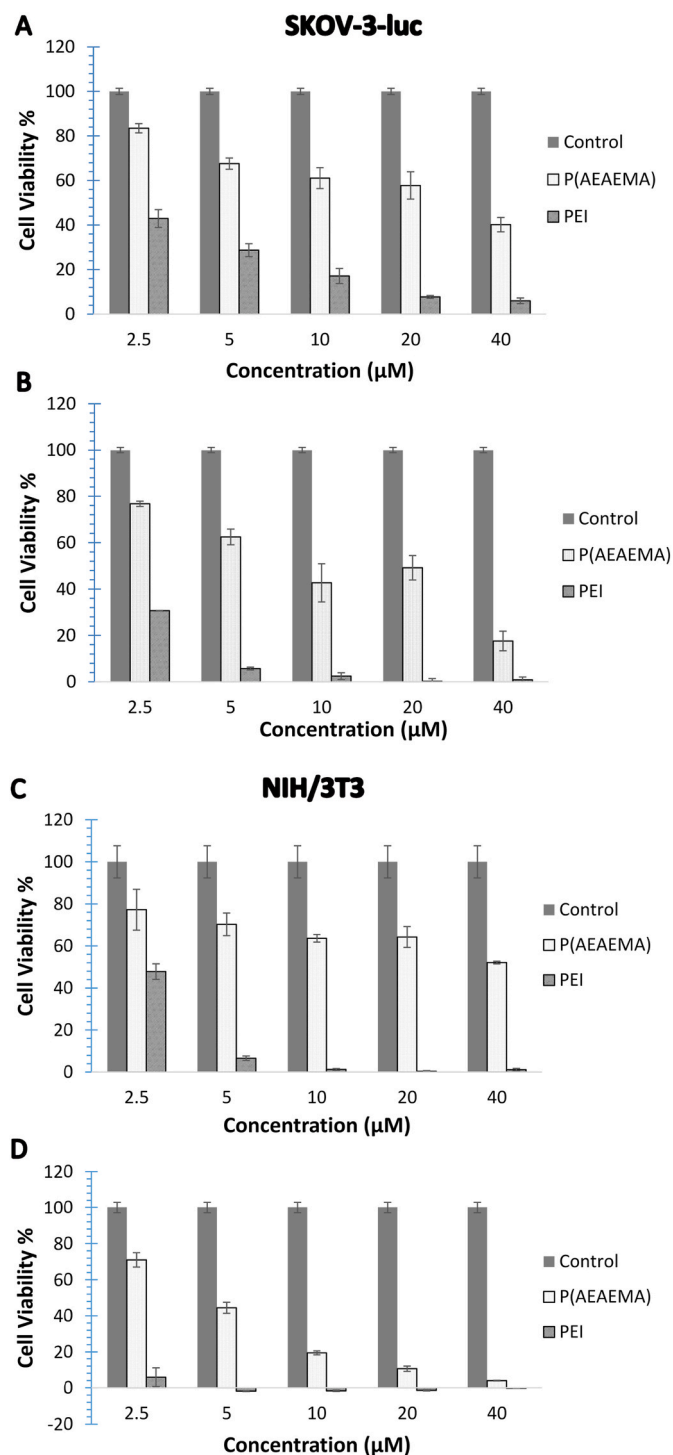 A
SKOV-3-luc
120
100
80
60
40
20
0
Cell Viability %
2.5 5 10 20 40
Concentration (µM)
Control
P(AEAEMA)
PEI
B
120
100
80
60
40
20
0
Cell Viability %
2.5 5 10 20 40
Concentration (µM)
Control
P(AEAEMA)
PEI
C
NIH/3T3
120
100
80
60
40
20
0
Cell Viability %
2.5 5 10 20 40
Concentration (µM)
Control
P(AEAEMA)
PEI
D
120
100
80
60
40
20
0
-20
Cell Viability %
2.5 5 10 20 40
Concentration (µM)
Control
P(AEAEMA)
PEI